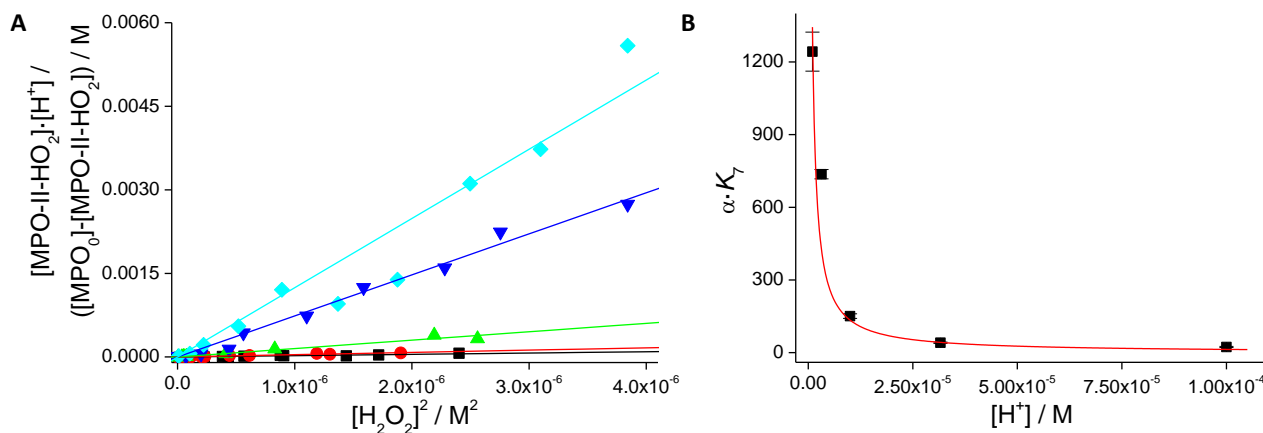 A
[MPO-II-HO₂]·[H⁺] /
([MPO₀]-[MPO-II-HO₂]) / M
0.0060
0.0045
0.0030
0.0015
0.0000
0.0
1.0x10⁻⁶
2.0x10⁻⁶
3.0x10⁻⁶
4.0x10⁻⁶
[H₂O₂]² / M²
B
α·K₇
1200
900
600
300
0
0.00
2.50x10⁻⁵
5.00x10⁻⁵
7.50x10⁻⁵
1.00x10⁻⁴
[H⁺] / M